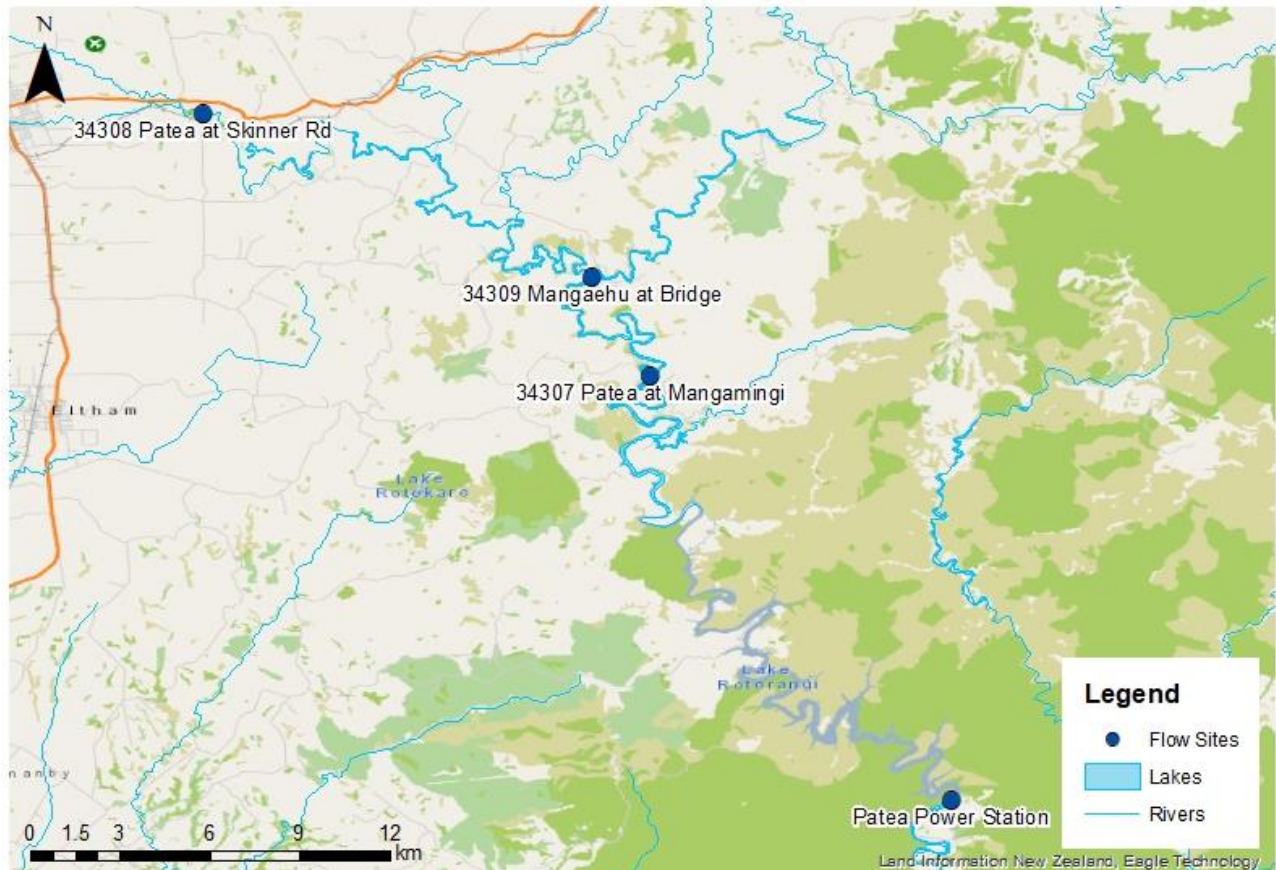 N
34308 Patea at Skinner Rd
34309 Mangaehu at Bridge
34307 Patea at Mangamingi
Eltham
Lake
Rotokare
Lake
Rotorangi
Legend
Flow Sites
Lakes
Rivers
manby
Patea Power Station
0 1.5 3 6 9 12
km
Land Information New Zealand, Eagle Technology